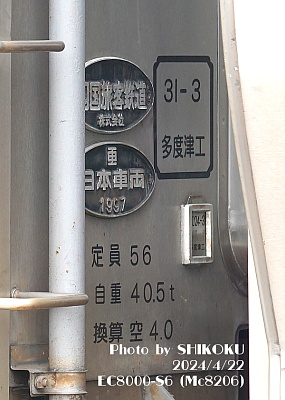 国旅客鉄道
株式会社
31-3
多度津工
日本車両
1997
定員 56
自重 40.5t
換算 空 4.0
Photo by SHIKOKU
2024/4/22
EC8000-S6 (Mc8206)